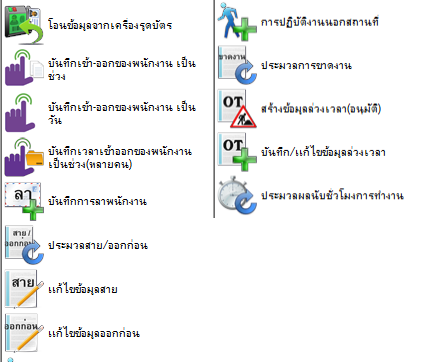 โอนข้อมูลจากเครื่องรูดบัตร
บันทึกเข้า-ออกของพนักงาน เป็น
ช่วง
บันทึกเข้า-ออกของพนักงาน เป็น
วัน
บันทึกเวลาเข้าออกของพนักงาน
เป็นช่วง(หลายคน)
ลา
บันทึกการลาพนักงาน
สาย/
ออกก่อน
ประมวลสาย/ออกก่อน
สาย
แก้ไขข้อมูลสาย
ออกก่อน
แก้ไขข้อมูลออกก่อน
การปฏิบัติงานนอกสถานที่
ขาดงาน
ประมวลการขาดงาน
OT
สร้างข้อมูลล่วงเวลา(อนุมัติ)
OT
บันทึก/แก้ไขข้อมูลล่วงเวลา
ประมวลผลนับชั่วโมงการทำงาน